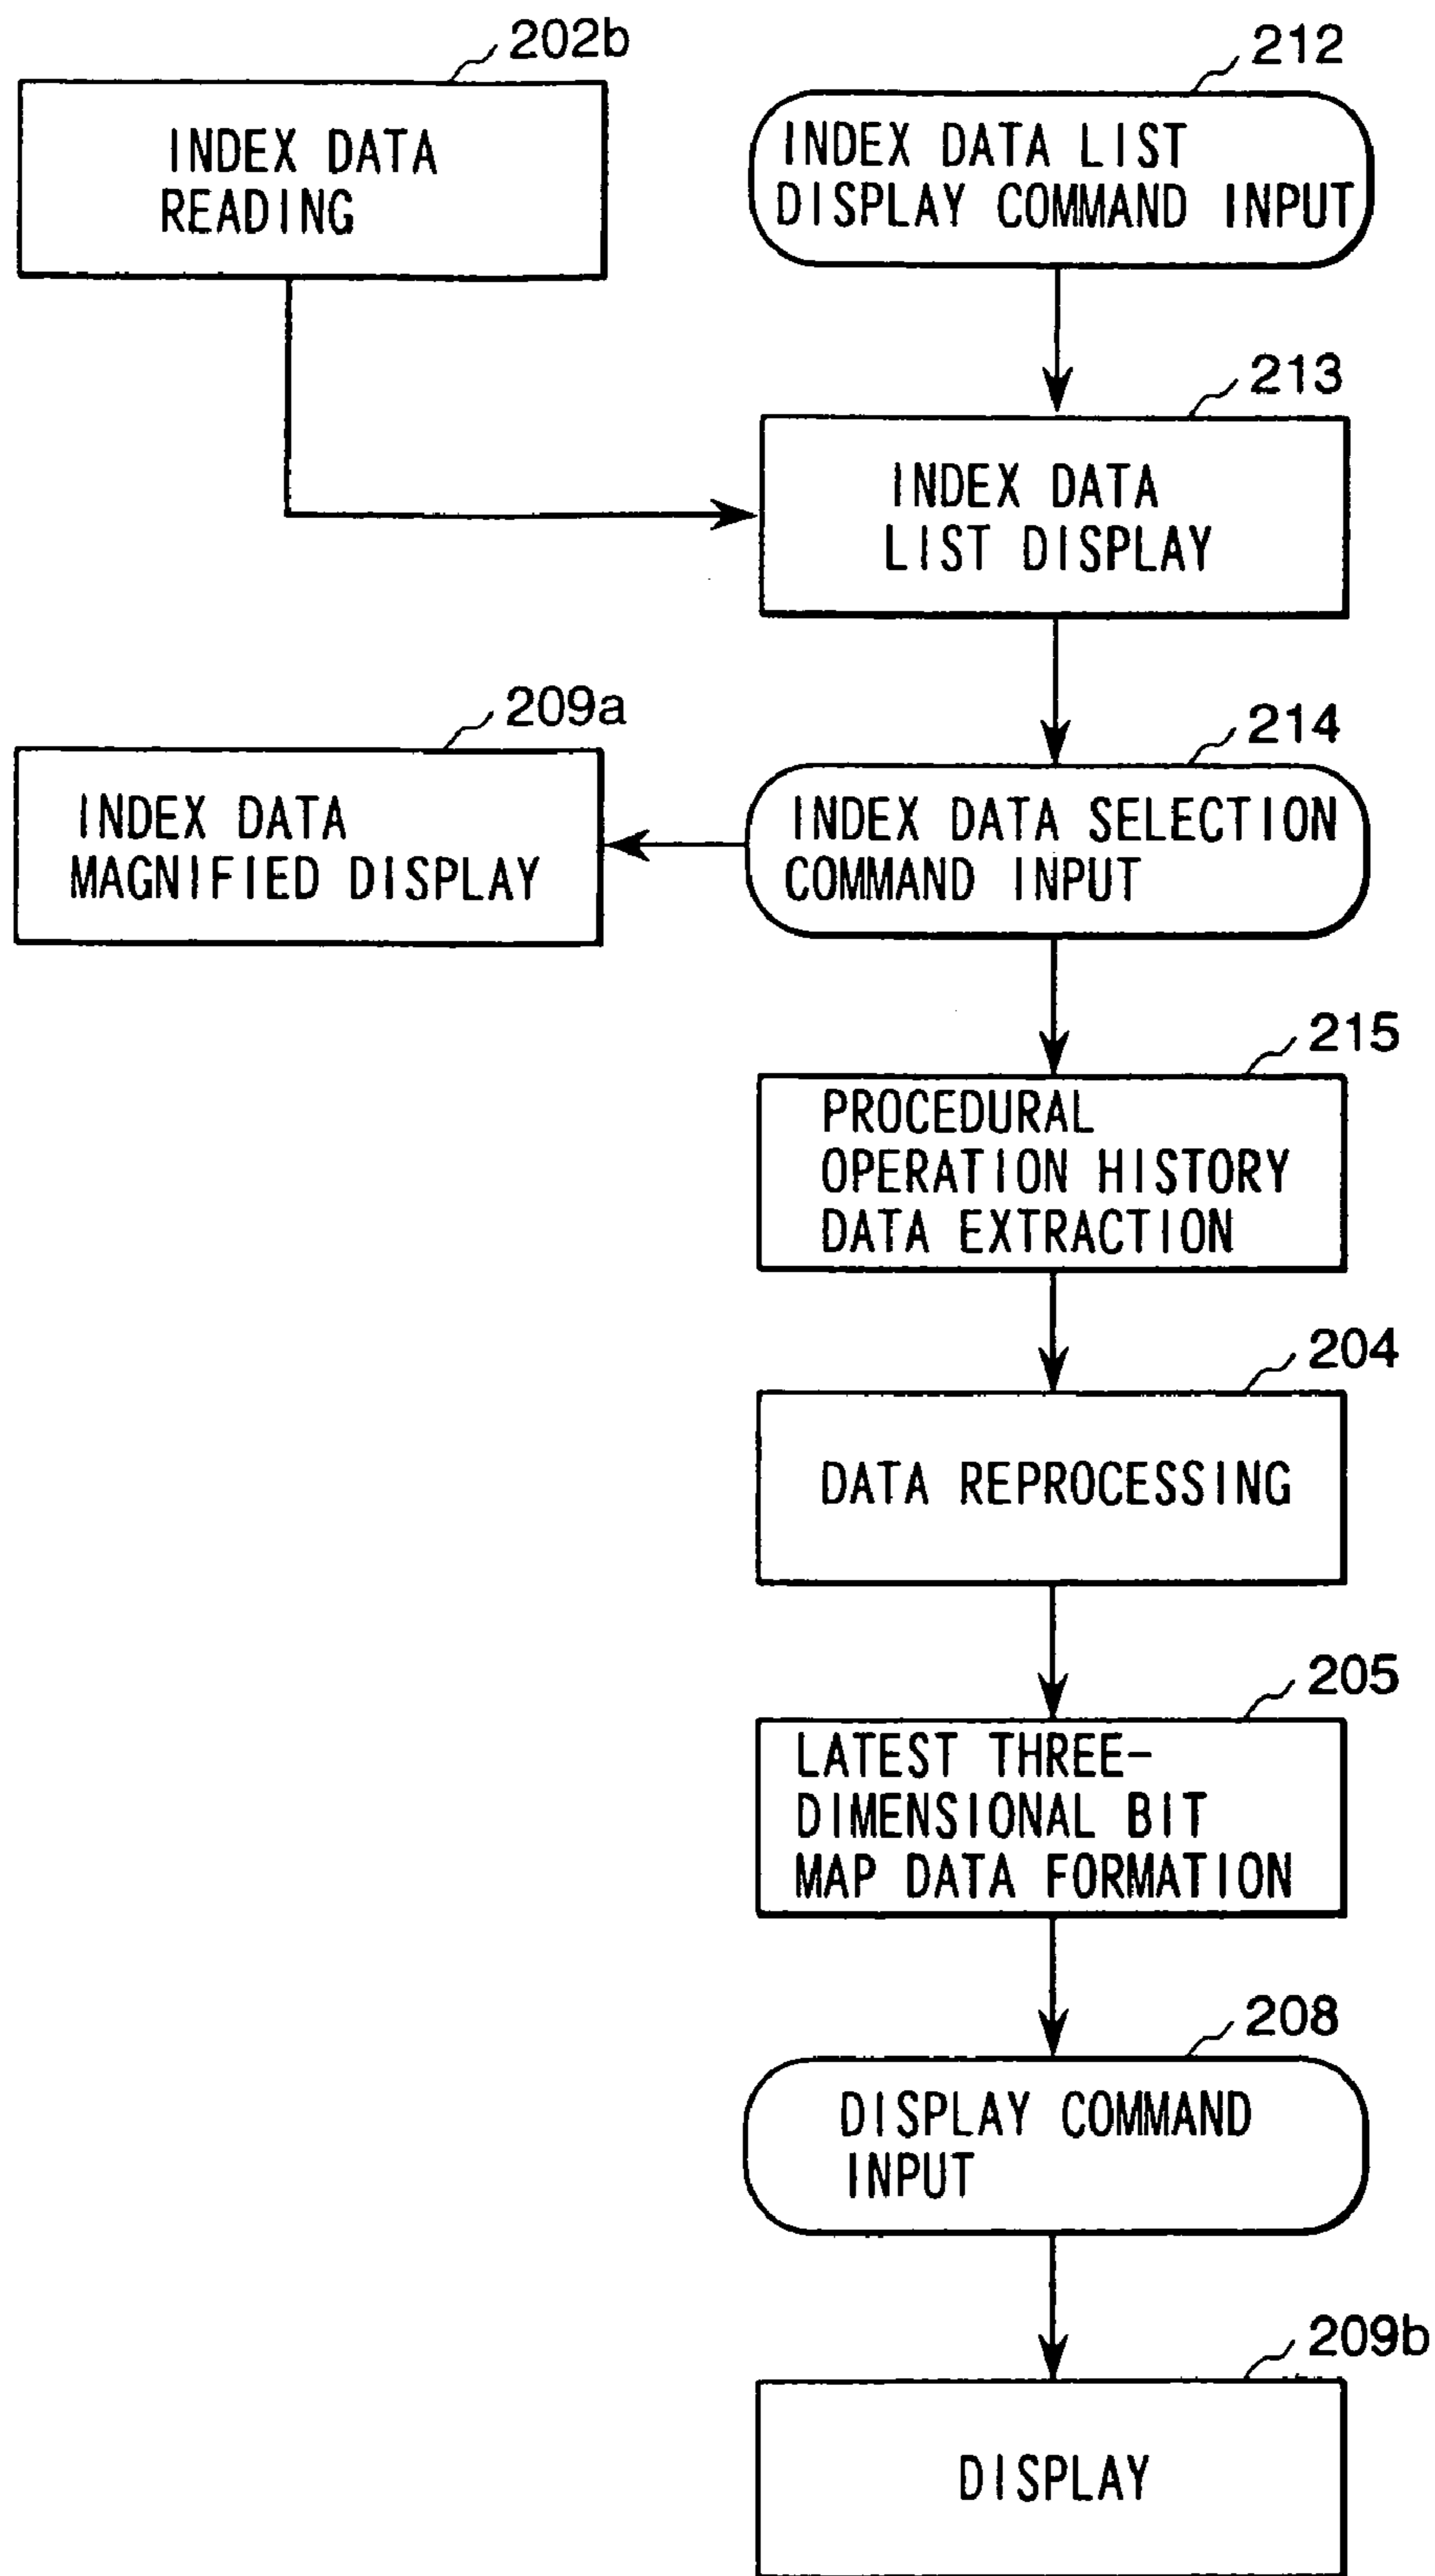 202b
INDEX DATA
READING
212
INDEX DATA LIST
DISPLAY COMMAND INPUT
213
INDEX DATA
LIST DISPLAY
209a
INDEX DATA
MAGNIFIED DISPLAY
214
INDEX DATA SELECTION
COMMAND INPUT
215
PROCEDURAL
OPERATION HISTORY
DATA EXTRACTION
204
DATA REPROCESSING
205
LATEST THREE-
DIMENSIONAL BIT
MAP DATA FORMATION
208
DISPLAY COMMAND
INPUT
209b
DISPLAY